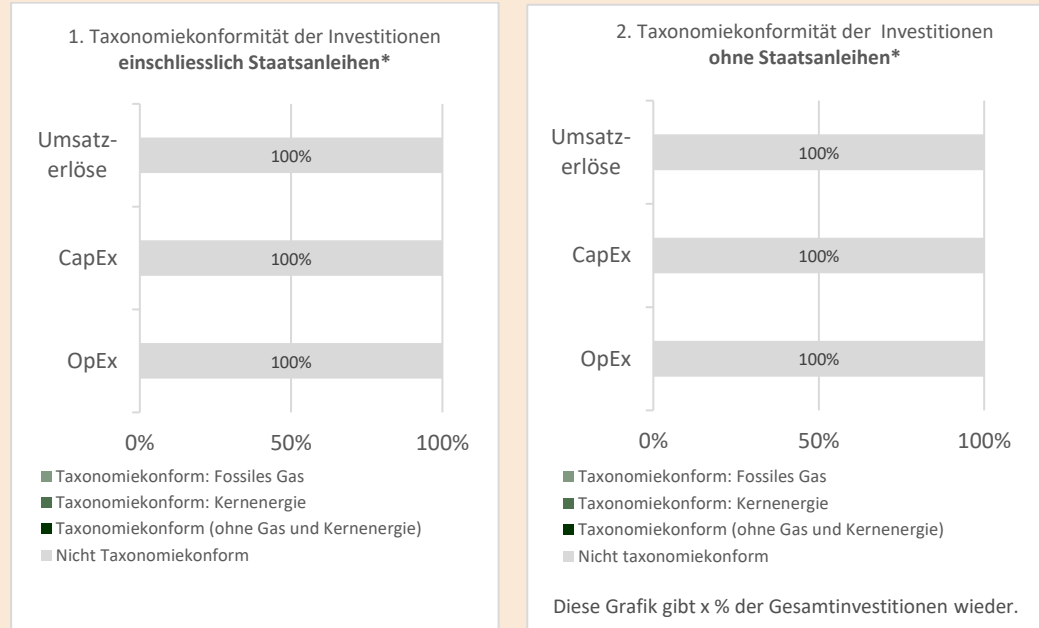 1. Taxonomiekonformität der Investitionen
einschliesslich Staatsanleihen*
Umsatz-
erlöse
100%
CapEx
100%
OpEx
100%
0%
50%
100%
Taxonomiekonform: Fossiles Gas
Taxonomiekonform: Kernenergie
Taxonomiekonform (ohne Gas und Kernenergie)
Nicht Taxonomiekonform
2. Taxonomiekonformität der Investitionen
ohne Staatsanleihen*
Umsatz-
erlöse
100%
CapEx
100%
OpEx
100%
0%
50%
100%
Taxonomiekonform: Fossiles Gas
Taxonomiekonform: Kernenergie
Taxonomiekonform (ohne Gas und Kernenergie)
Nicht taxonomiekonform
Diese Grafik gibt x % der Gesamtinvestitionen wieder.